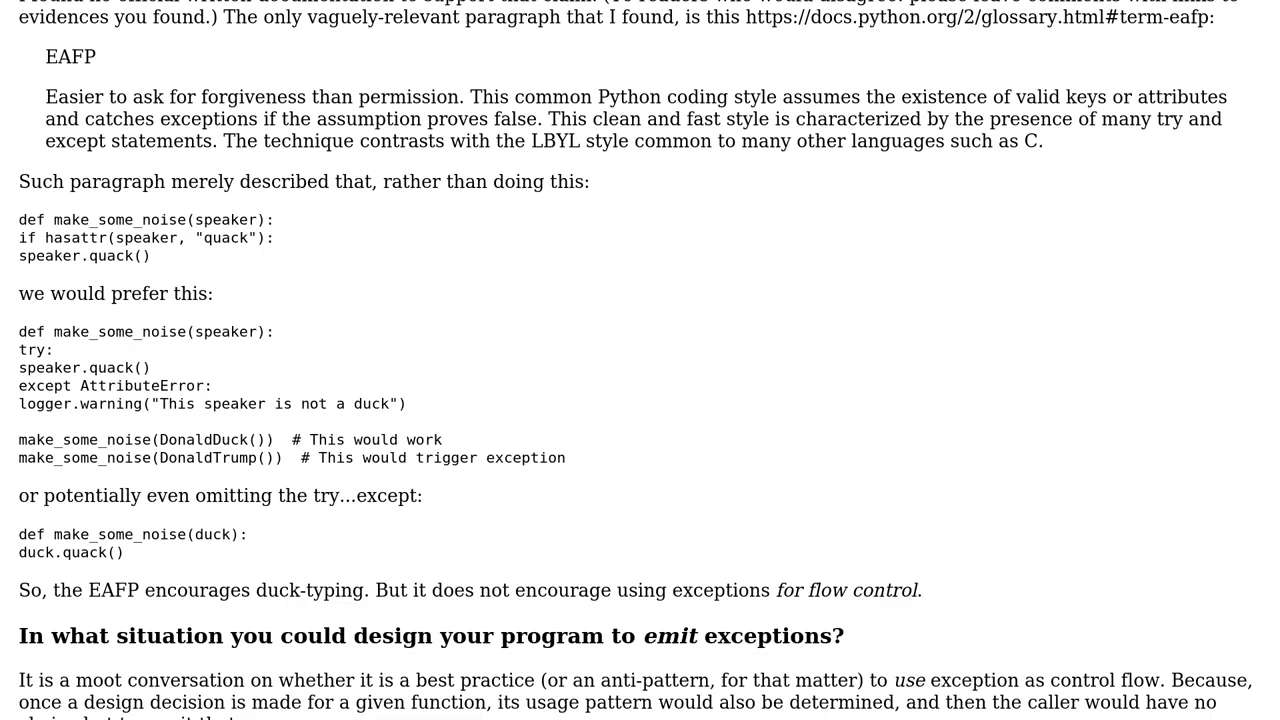 evidences you found.) The only vaguely-relevant paragraph that I found, is this https://docs.python.org/2/glossary.html#term-eafp:
EAFP
Easier to ask for forgiveness than permission. This common Python coding style assumes the existence of valid keys or attributes
and catches exceptions if the assumption proves false. This clean and fast style is characterized by the presence of many try and
except statements. The technique contrasts with the LBYL style common to many other languages such as C.
Such paragraph merely described that, rather than doing this:
def make_some_noise(speaker):
if hasattr(speaker, "quack"):
speaker.quack()
we would prefer this:
def make_some_noise(speaker):
try:
speaker.quack()
except AttributeError:
logger.warning("This speaker is not a duck")
make_some_noise(DonaldDuck())  # This would work
make_some_noise(DonaldTrump())  # This would trigger exception
or potentially even omitting the try...except:
def make_some_noise(duck):
duck.quack()
So, the EAFP encourages duck-typing. But it does not encourage using exceptions for flow control.
In what situation you could design your program to emit exceptions?
It is a moot conversation on whether it is a best practice (or an anti-pattern, for that matter) to use exception as control flow. Because,
once a design decision is made for a given function, its usage pattern would also be determined, and then the caller would have no